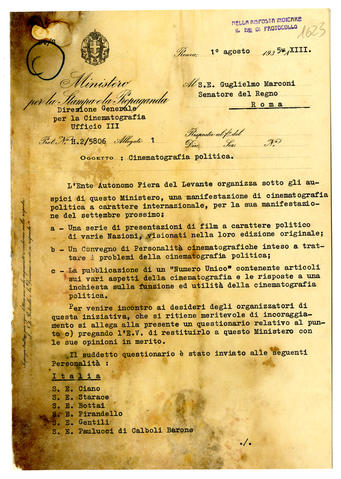 NELLA RISPOSTA INDICARE
IL N° DI PROTOCOLLO
1623
Roma, 1° agosto 1935, XIII.
Ministero
per la Stampa e la Propaganda
Direzione Generale
per la Cinematografia
Ufficio III
Al S.E. Guglielmo Marconi
Senatore del Regno
Roma
Prot. N.° H.2/5806 Allegati 1
Risposta al f. del
Div. Sez. N.°
OGGETTO : Cinematografia politica.
L'Ente Autonomo Fiera del Levante organizza sotto gli au-
spici di questo Ministero, una manifestazione di cinematografia
politica a carattere internazionale, per la sua manifestazione
del settembre prossimo;
a - Una serie di presentazioni di film a carattere politico
di varie Nazioni, visionati nella loro edizione originale;
b - Un Convegno di Personalità cinematografiche inteso a trat-
tare i problemi della cinematografia politica.
c - La pubblicazione di un "Numero Unico" contenente articoli
sui vari aspetti della cinematografia e le risposte a una
inchiesta sulla funzione ed utilità della cinematografia
politica.
Per venire incontro ai desideri degli organizzatori di
questa iniziativa, che si ritiene meritevole di incoraggia-
mento si allega alla presente un questionario relativo al pun-
to c) pregando l'E.V. di restituirlo a questo Ministero con
le sue opinioni in merito.
Il suddetto questionario è stato inviato alle seguenti
Personalità :
Italia
S. E. Ciano
S. E. Starace
S. E. Bottai
S. E. Pirandello
S. E. Gentili
S. E. Paulucci di Calboli Barone
./.